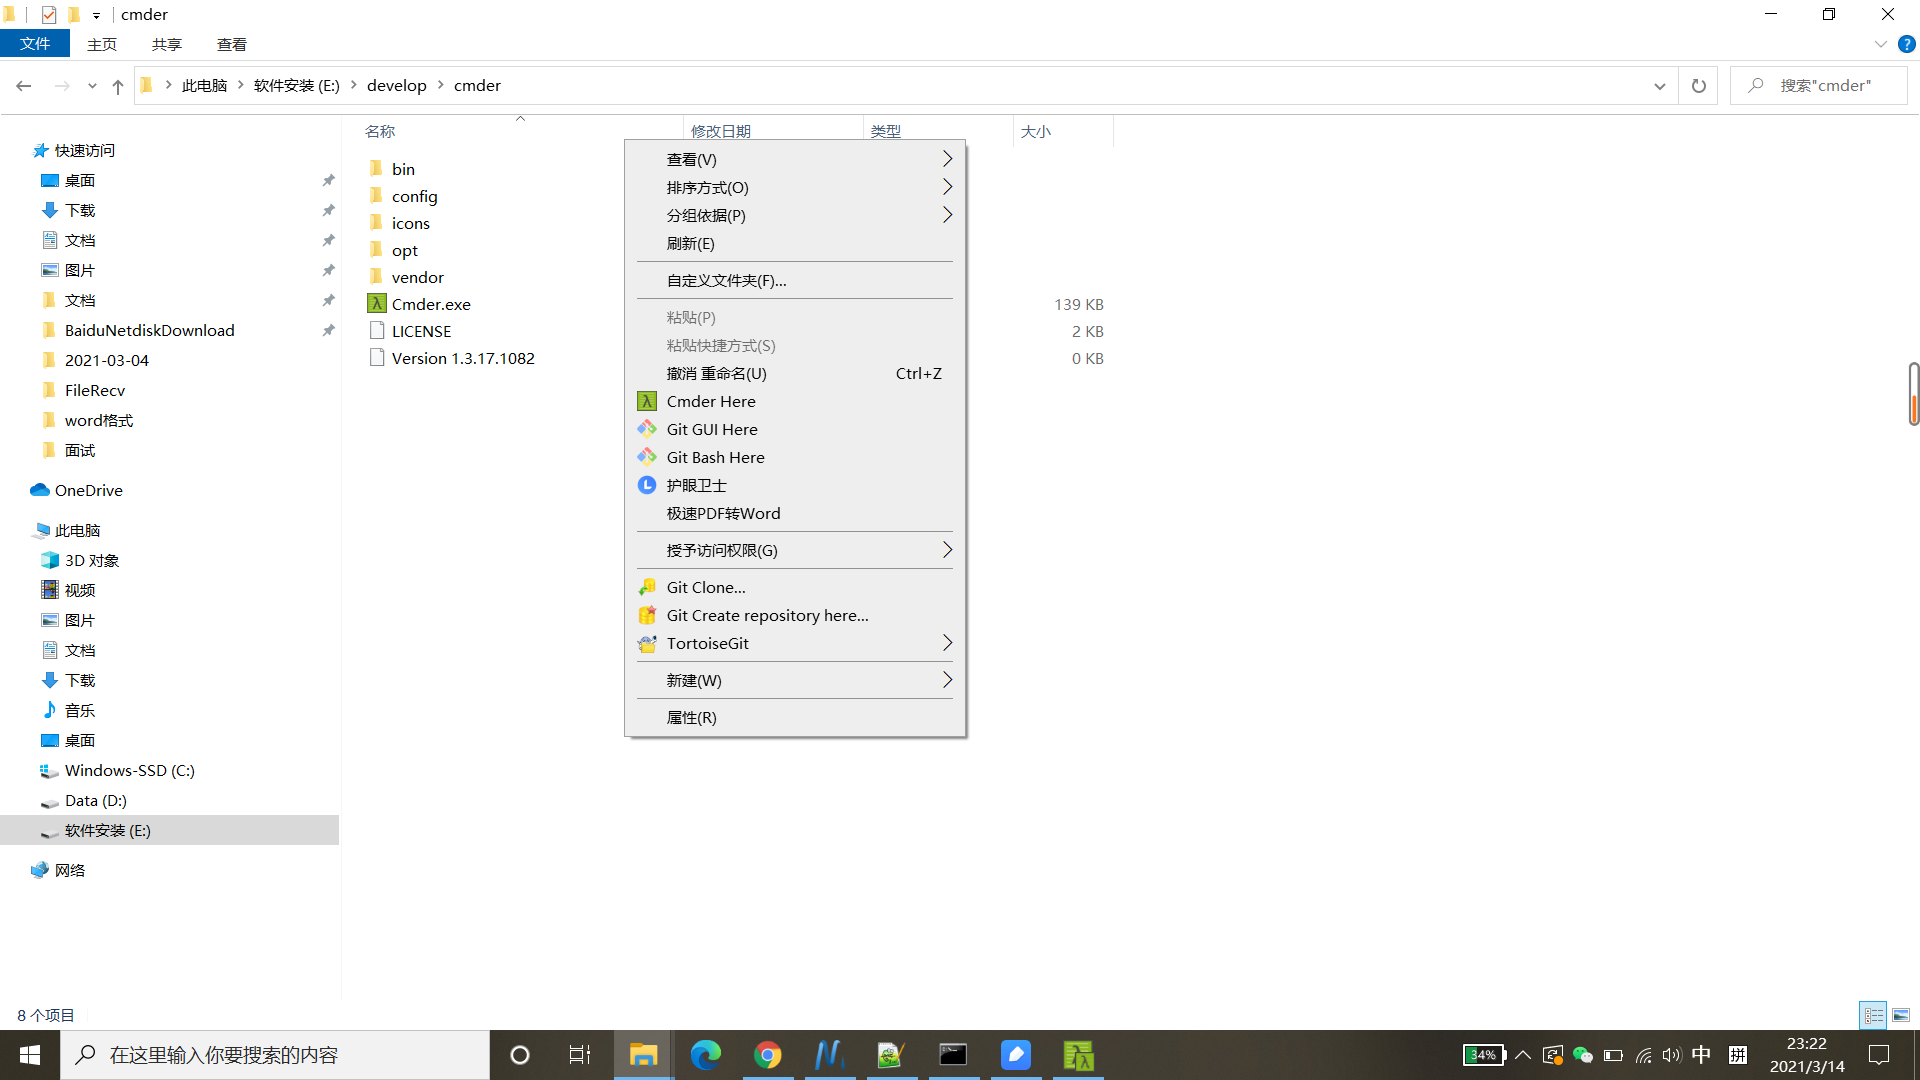 cmder
文件 主页 共享 查看
此电脑 软件安装 (E:) develop cmder 搜索"cmder"
名称 修改日期 类型 大小
快速访问
桌面
下载
文档
图片
文档
BaiduNetdiskDownload
2021-03-04
FileRecv
word格式
面试
OneDrive
此电脑
3D 对象
视频
图片
文档
下载
音乐
桌面
Windows-SSD (C:)
Data (D:)
软件安装 (E:)
网络
bin
config
icons
opt
vendor
Cmder.exe 139 KB
LICENSE 2 KB
Version 1.3.17.1082 0 KB
查看(V)
排序方式(O)
分组依据(P)
刷新(E)
自定义文件夹(F)...
粘贴(P)
粘贴快捷方式(S)
撤消 重命名(U) Ctrl+Z
Cmder Here
Git GUI Here
Git Bash Here
护眼卫士
极速PDF转Word
授予访问权限(G)
Git Clone...
Git Create repository here...
TortoiseGit
新建(W)
属性(R)
8 个项目
在这里输入你要搜索的内容
34%
中
拼
23:22
2021/3/14